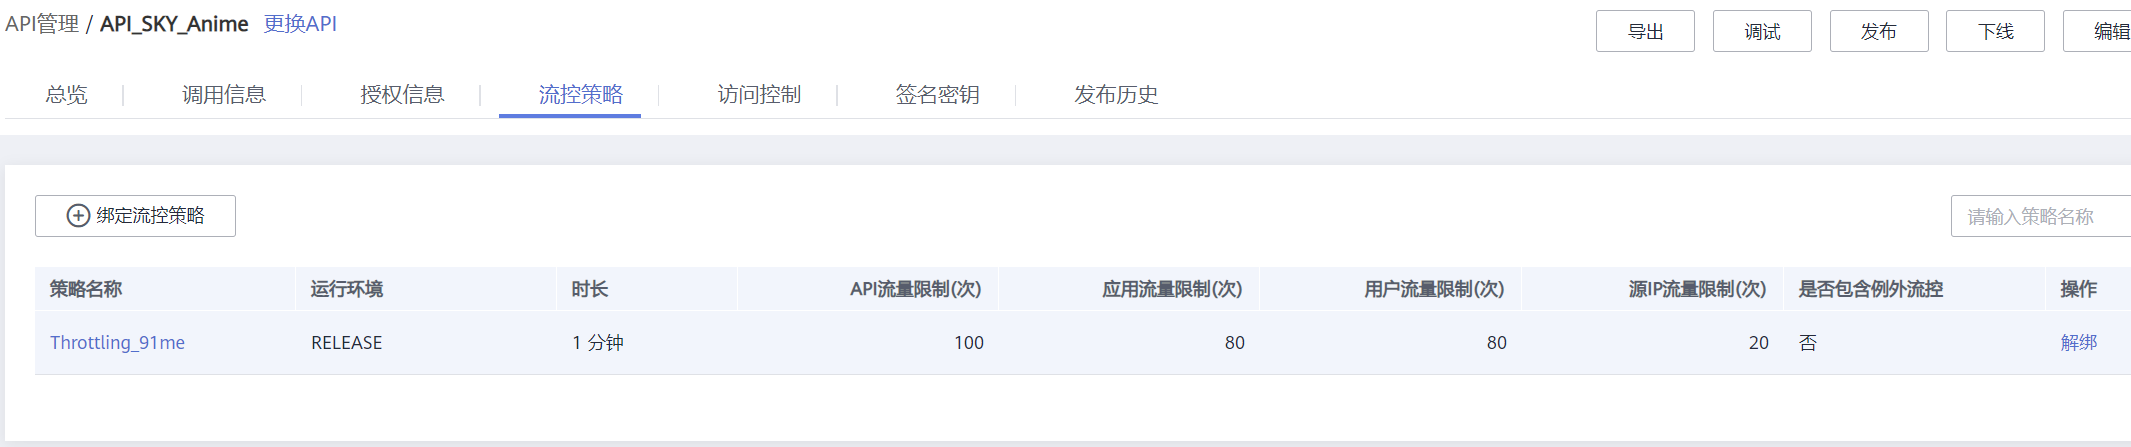 API管理 / API_SKY_Anime 更换API
导出 调试 发布 下线 编辑
总览 调用信息 授权信息 流控策略 访问控制 签名密钥 发布历史
绑定流控策略 请输入策略名称
策略名称 运行环境 时长 API流量限制(次) 应用流量限制(次) 用户流量限制(次) 源IP流量限制(次) 是否包含例外流控 操作
Throttling_91me RELEASE 1 分钟 100 80 80 20 否 解绑